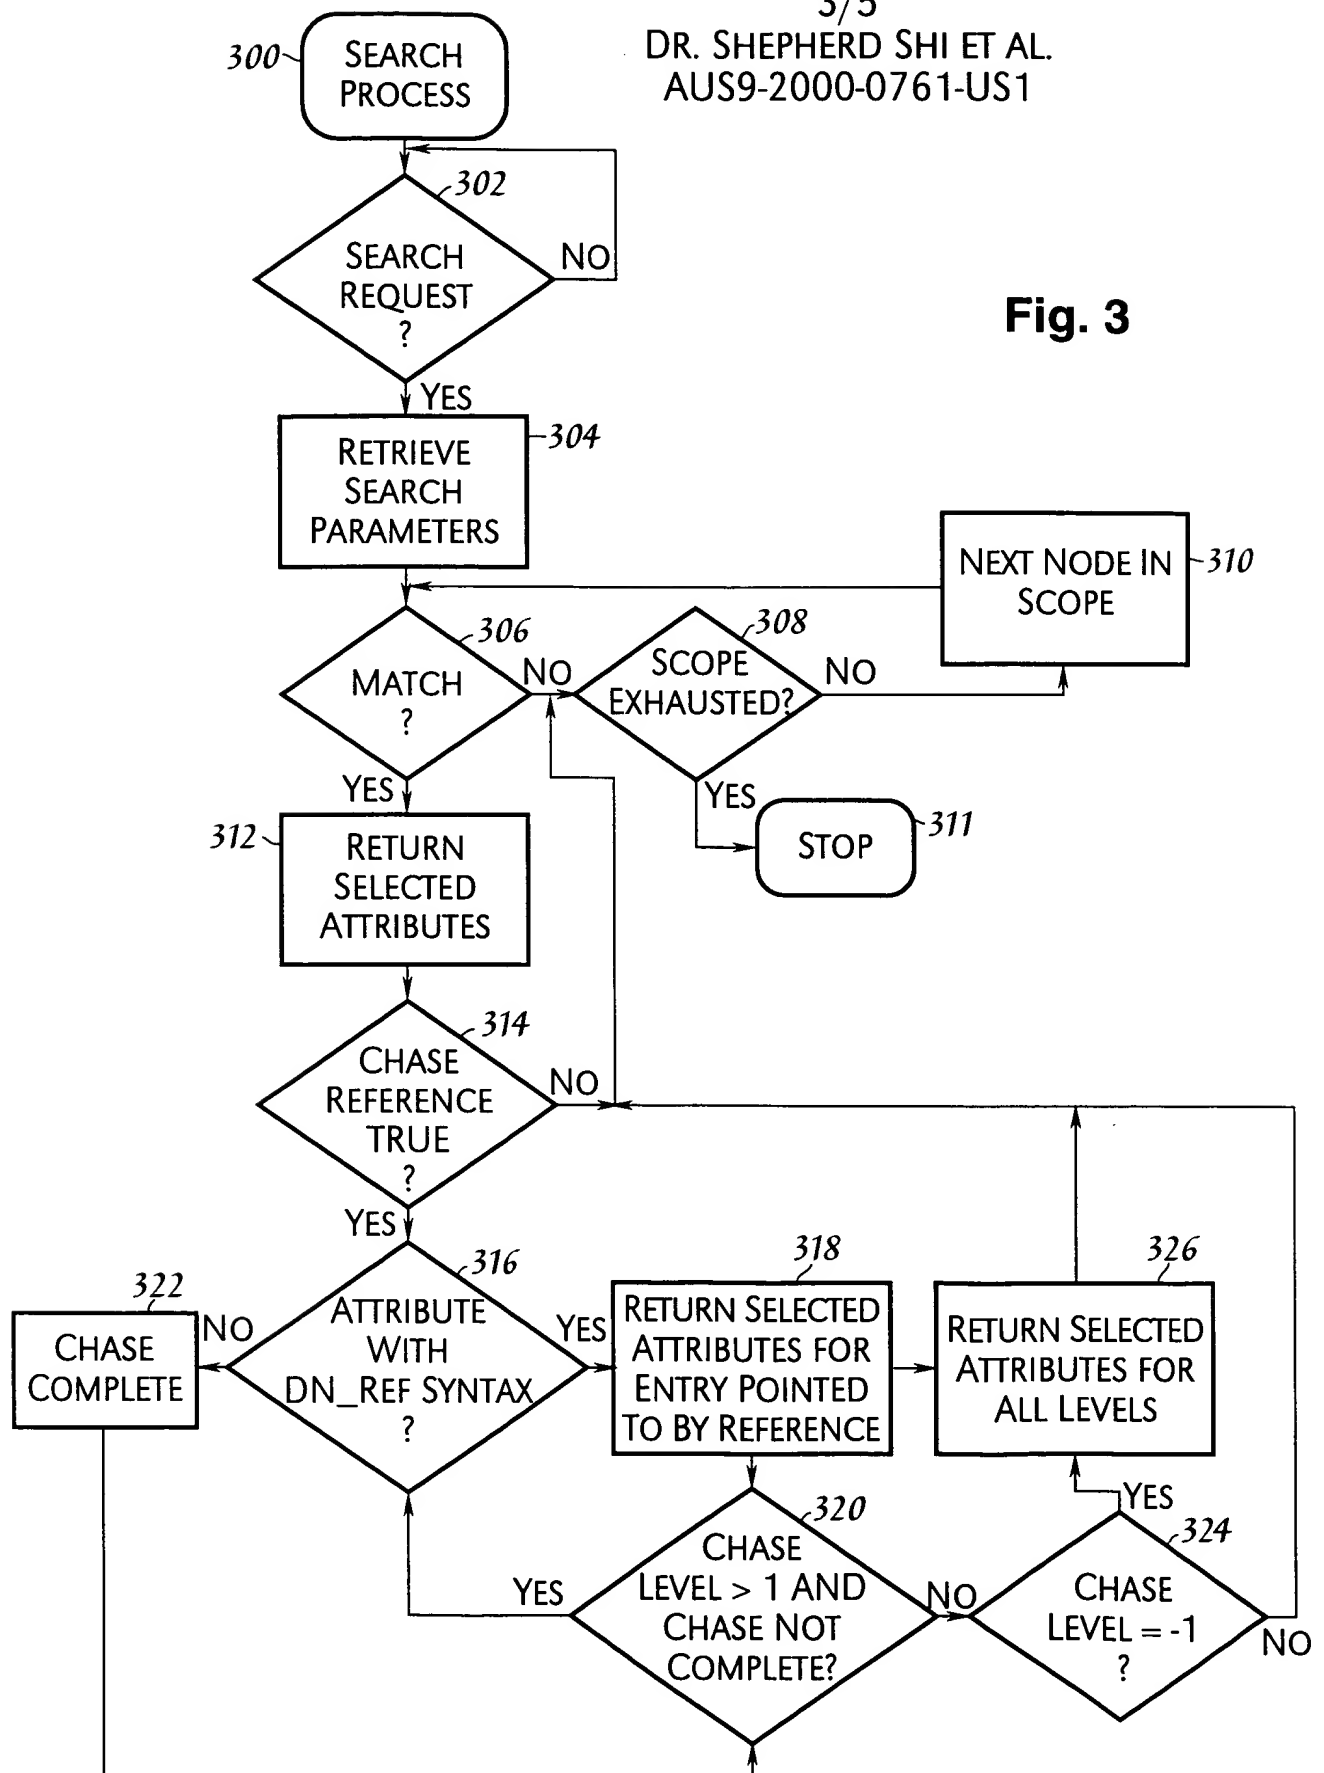 3/5
DR. SHEPHERD SHI ET AL.
AUS9-2000-0761-US1
300
SEARCH
PROCESS
302
SEARCH
REQUEST
?
NO
Fig. 3
YES
304
RETRIEVE
SEARCH
PARAMETERS
NEXT NODE IN
SCOPE
310
306
MATCH
?
NO
308
SCOPE
EXHAUSTED?
NO
YES
YES
STOP
311
312
RETURN
SELECTED
ATTRIBUTES
314
CHASE
REFERENCE
TRUE
?
NO
YES
316
ATTRIBUTE
WITH
DN_REF SYNTAX
?
322
NO
CHASE
COMPLETE
YES
318
RETURN SELECTED
ATTRIBUTES FOR
ENTRY POINTED
TO BY REFERENCE
326
RETURN SELECTED
ATTRIBUTES FOR
ALL LEVELS
320
CHASE
LEVEL > 1 AND
CHASE NOT
COMPLETE?
YES
NO
YES
324
CHASE
LEVEL = -1
?
NO